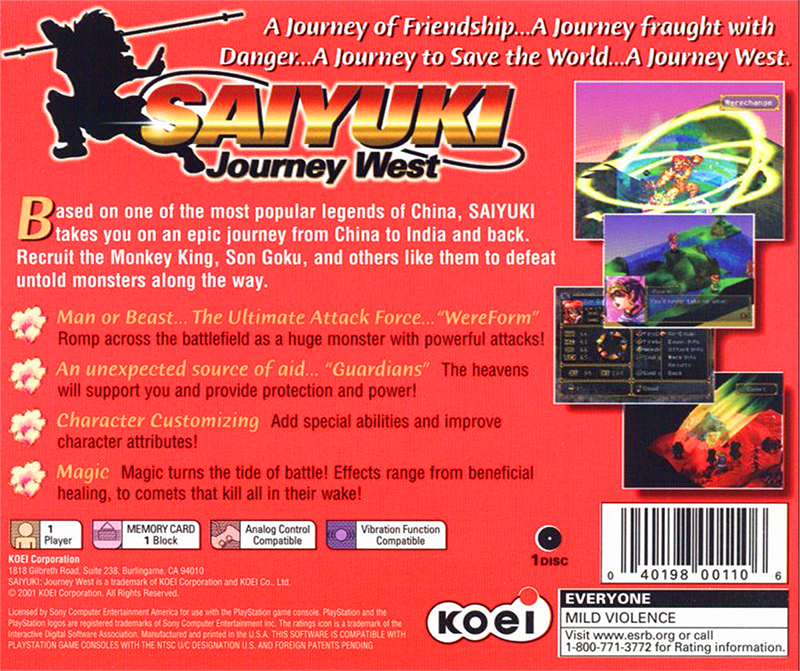 A Journey of Friendship...A Journey fraught with
Danger...A Journey to Save the World...A Journey West.
SAIYUKI
Journey West
Based on one of the most popular legends of China, SAIYUKI
takes you on an epic journey from China to India and back.
Recruit the Monkey King, Son Goku, and others like them to defeat
untold monsters along the way.
Man or Beast... The Ultimate Attack Force..."WereForm"
Romp across the battlefield as a huge monster with powerful attacks!
An unexpected source of aid... "Guardians" The heavens
will support you and provide protection and power!
Character Customizing Add special abilities and improve
character attributes!
Magic Magic turns the tide of battle! Effects range from beneficial
healing, to comets that kill all in their wake!
Werechange
Comet
1
Player
MEMORY CARD
1 Block
Analog Control
Compatible
Vibration Function
Compatible
1 DISC
KOEI Corporation
1818 Gilbreth Road, Suite 238, Burlingame, CA 94010
SAIYUKI: Journey West is a trademark of KOEI Corporation and KOEI Co., Ltd.
© 2001 KOEI Corporation. All Rights Reserved.
Licensed by Sony Computer Entertainment America for use with the PlayStation game console. PlayStation and the
PlayStation logos are registered trademarks of Sony Computer Entertainment Inc. The ratings icon is a trademark of the
Interactive Digital Software Association. Manufactured and printed in the U.S.A. THIS SOFTWARE IS COMPATIBLE WITH
PLAYSTATION GAME CONSOLES WITH THE NTSC U/C DESIGNATION U.S. AND FOREIGN PATENTS PENDING
KOEI
0 40198 00110 6
EVERYONE
MILD VIOLENCE
Visit www.esrb.org or call
1-800-771-3772 for Rating information.